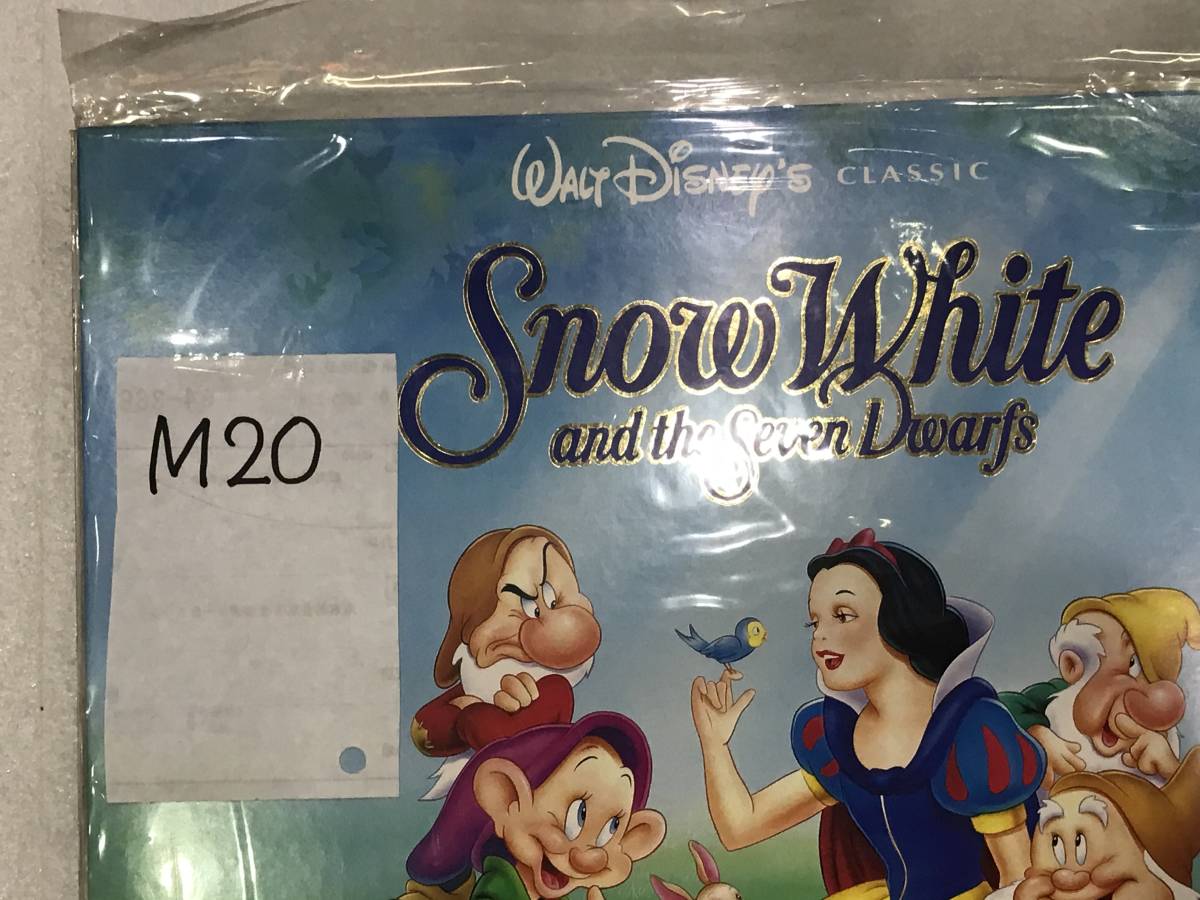 WALT DISNEY'S CLASSIC
Snow White
and the Seven Dwarfs
M20